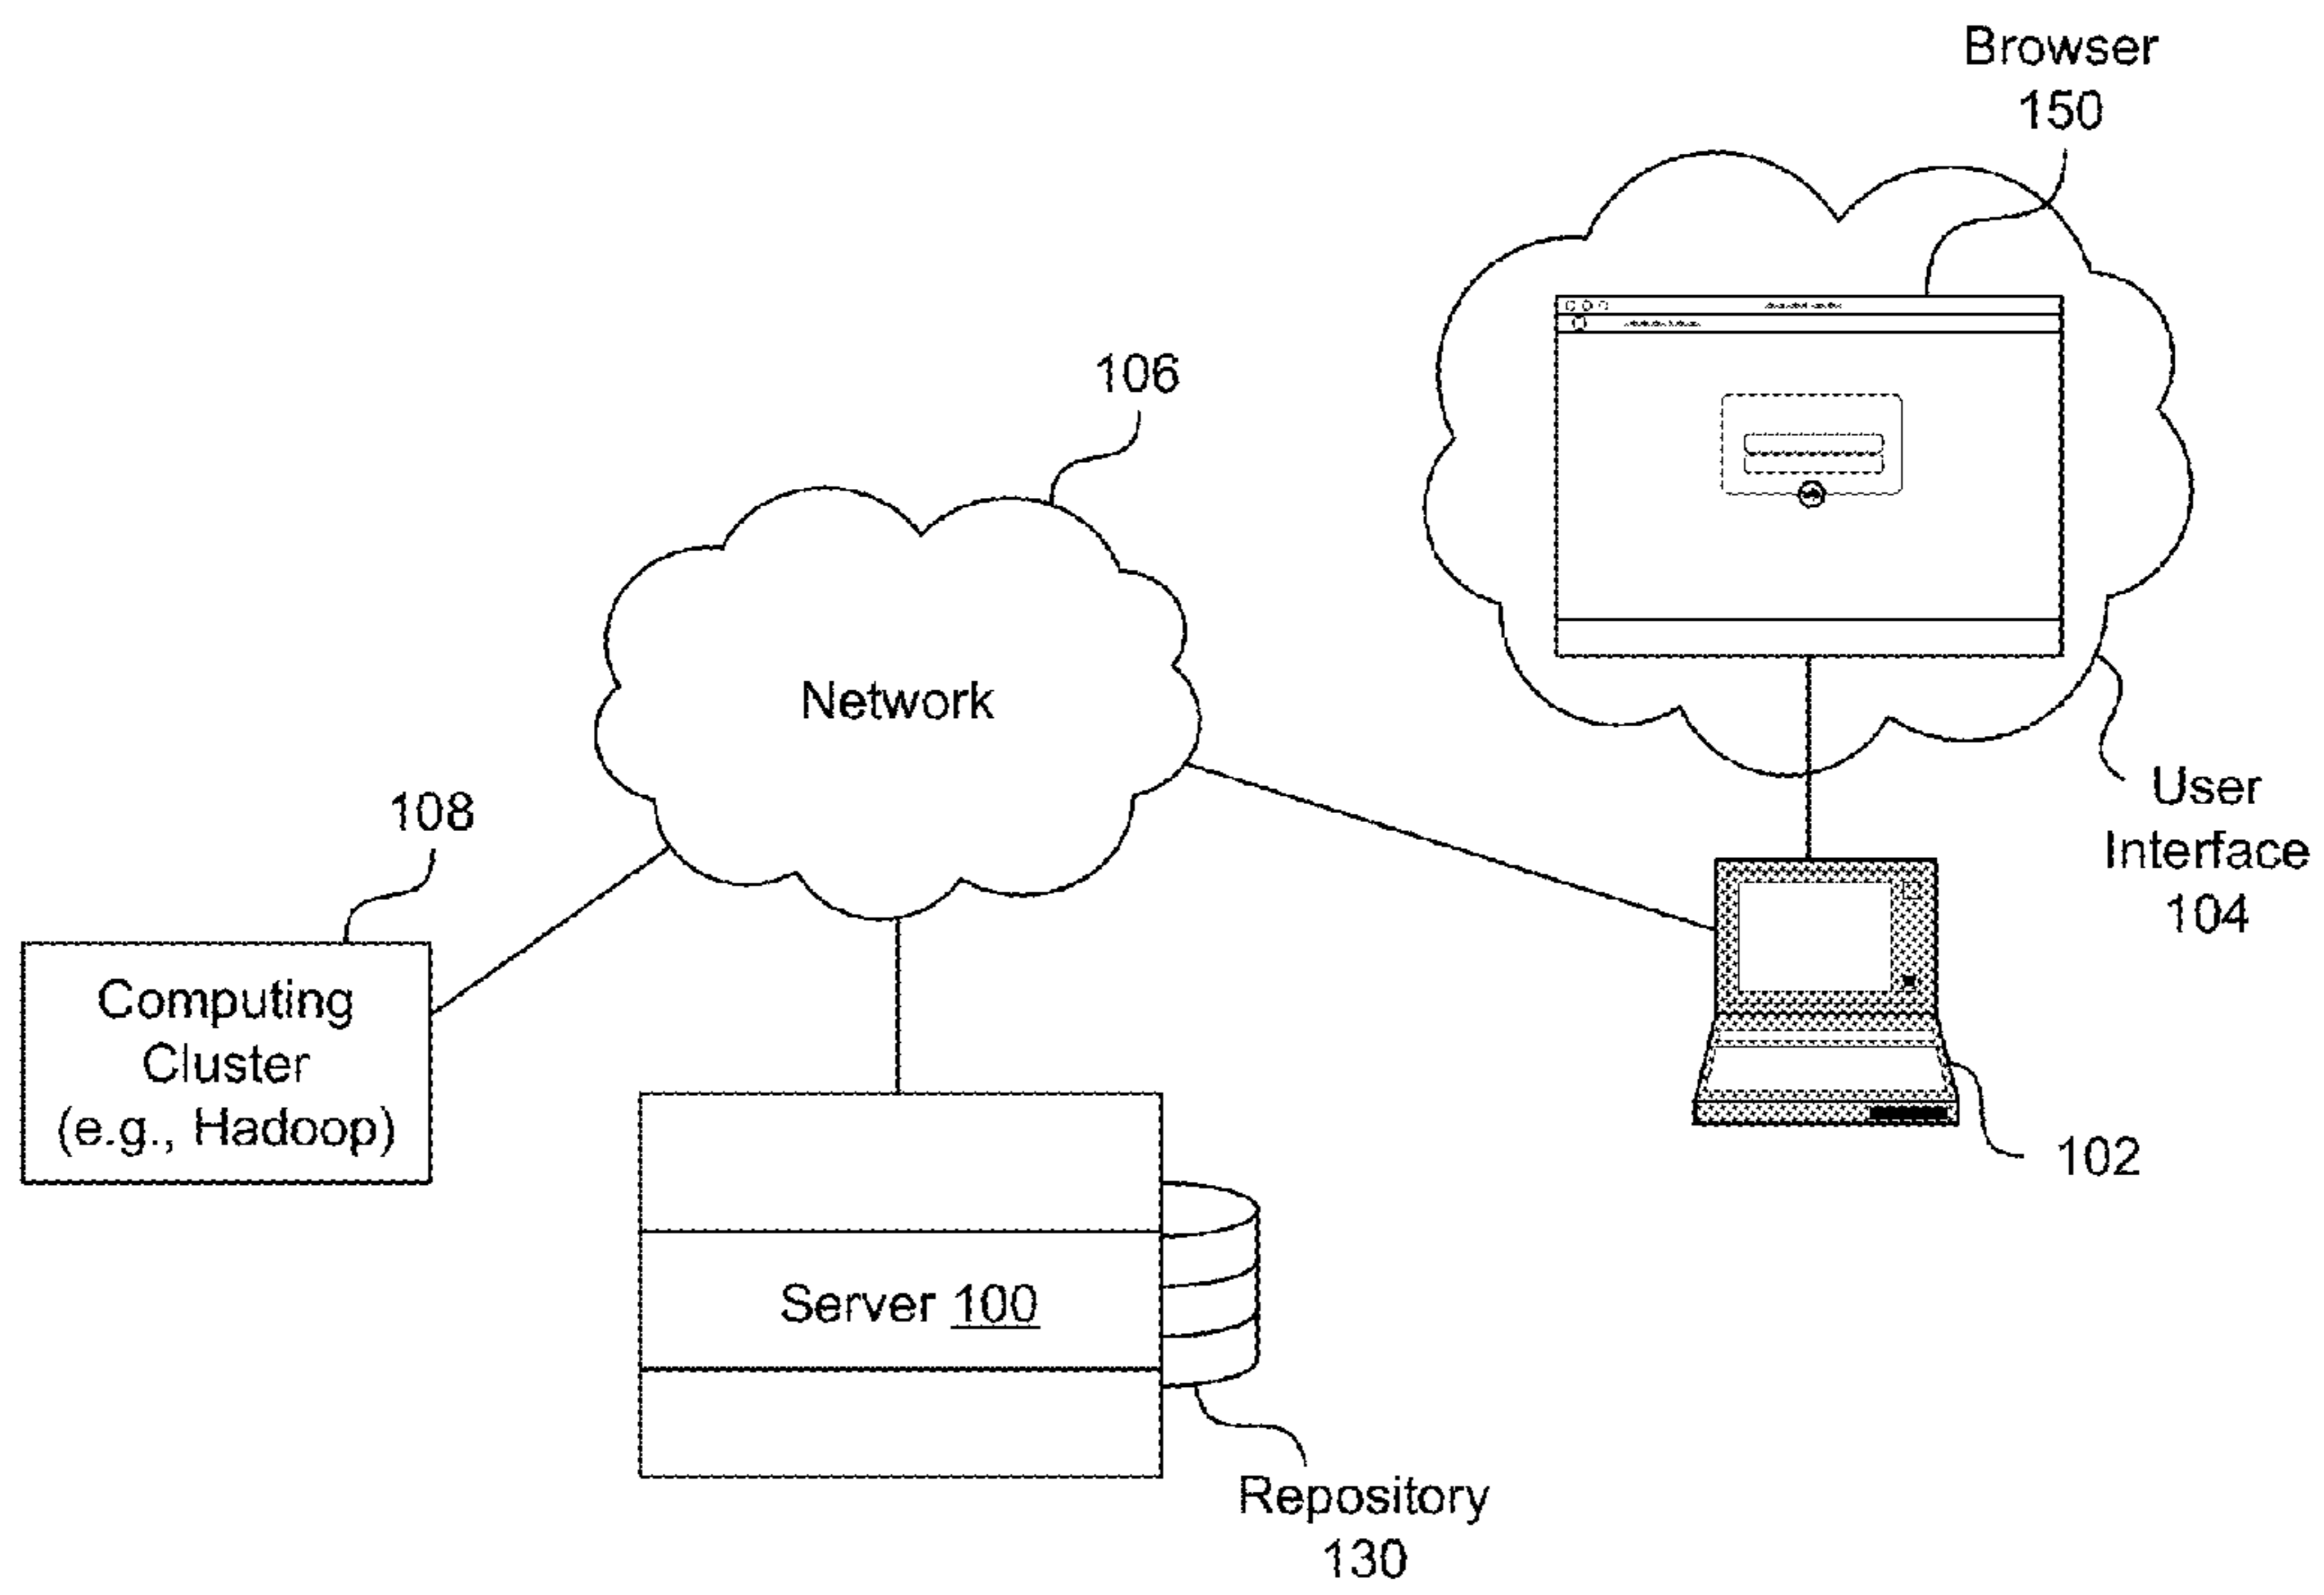 Browser
150
106
Network
108
User
Interface
104
Computing
Cluster
(e.g., Hadoop)
102
Server 100
Repository
130